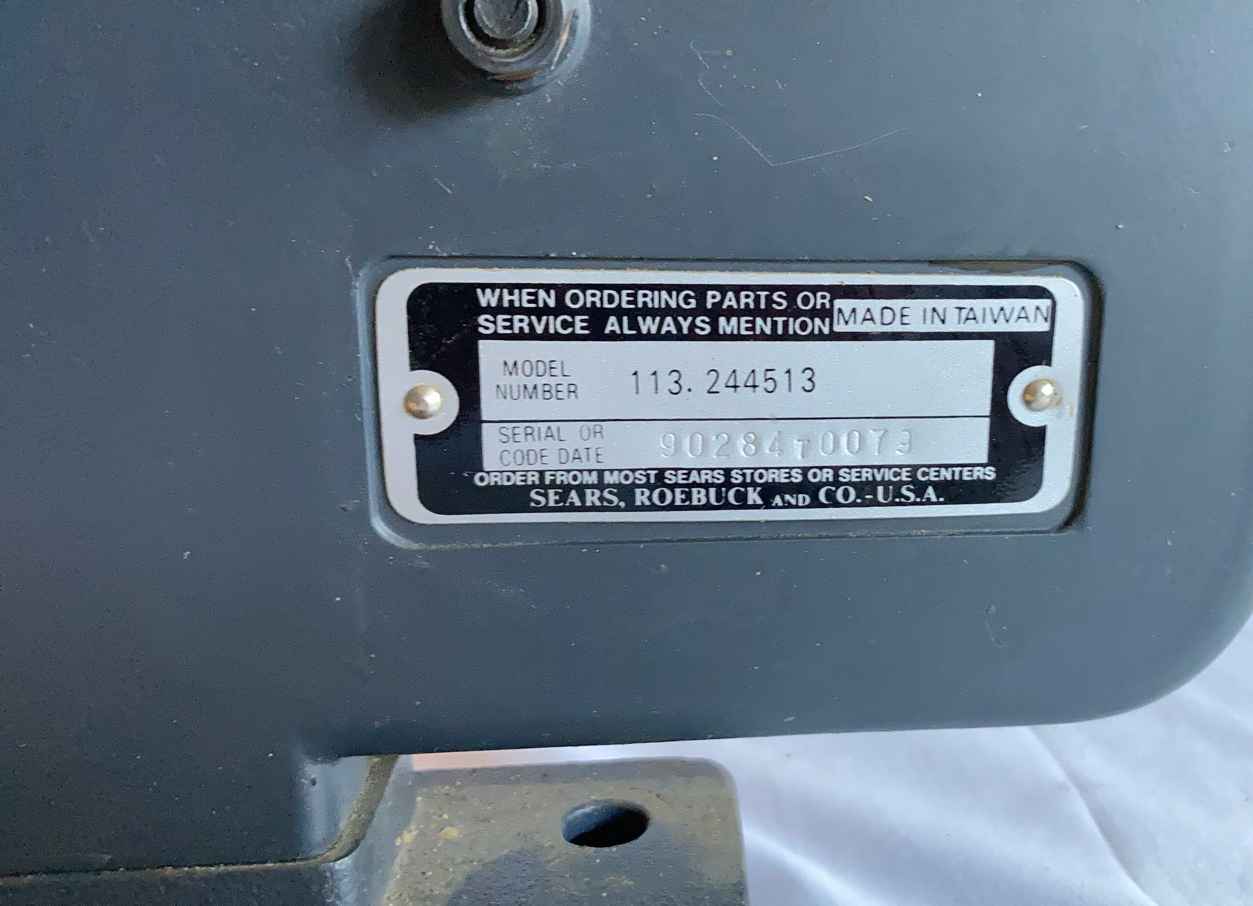 WHEN ORDERING PARTS OR
SERVICE ALWAYS MENTION
MADE IN TAIWAN
MODEL
NUMBER
113.244513
SERIAL OR
CODE DATE
90284T0079
ORDER FROM MOST SEARS STORES OR SERVICE CENTERS
SEARS, ROEBUCK AND CO.-U.S.A.